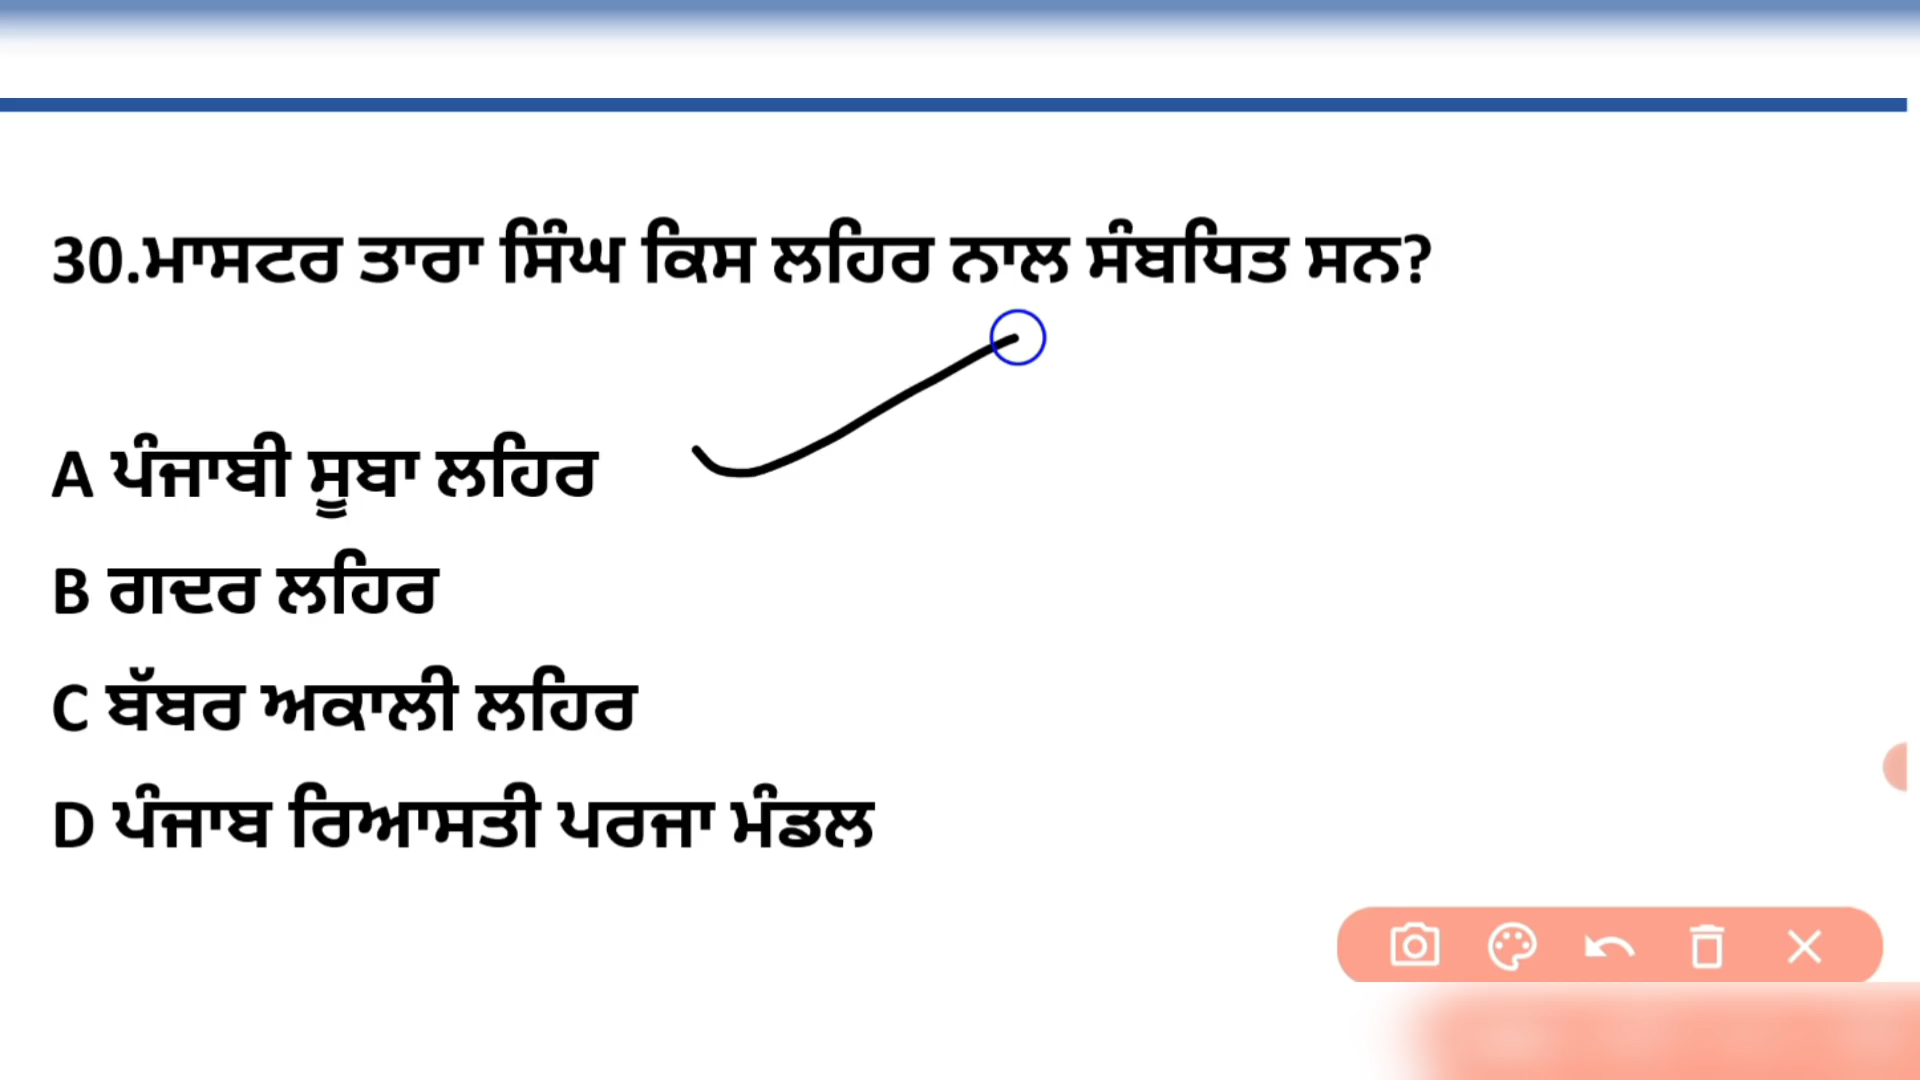 30.ਮਾਸਟਰ ਤਾਰਾ ਸਿੰਘ ਕਿਸ ਲਹਿਰ ਨਾਲ ਸੰਬਧਿਤ ਸਨ?
A ਪੰਜਾਬੀ ਸੂਬਾ ਲਹਿਰ
B ਗਦਰ ਲਹਿਰ
C ਬੱਬਰ ਅਕਾਲੀ ਲਹਿਰ
D ਪੰਜਾਬ ਰਿਆਸਤੀ ਪਰਜਾ ਮੰਡਲ